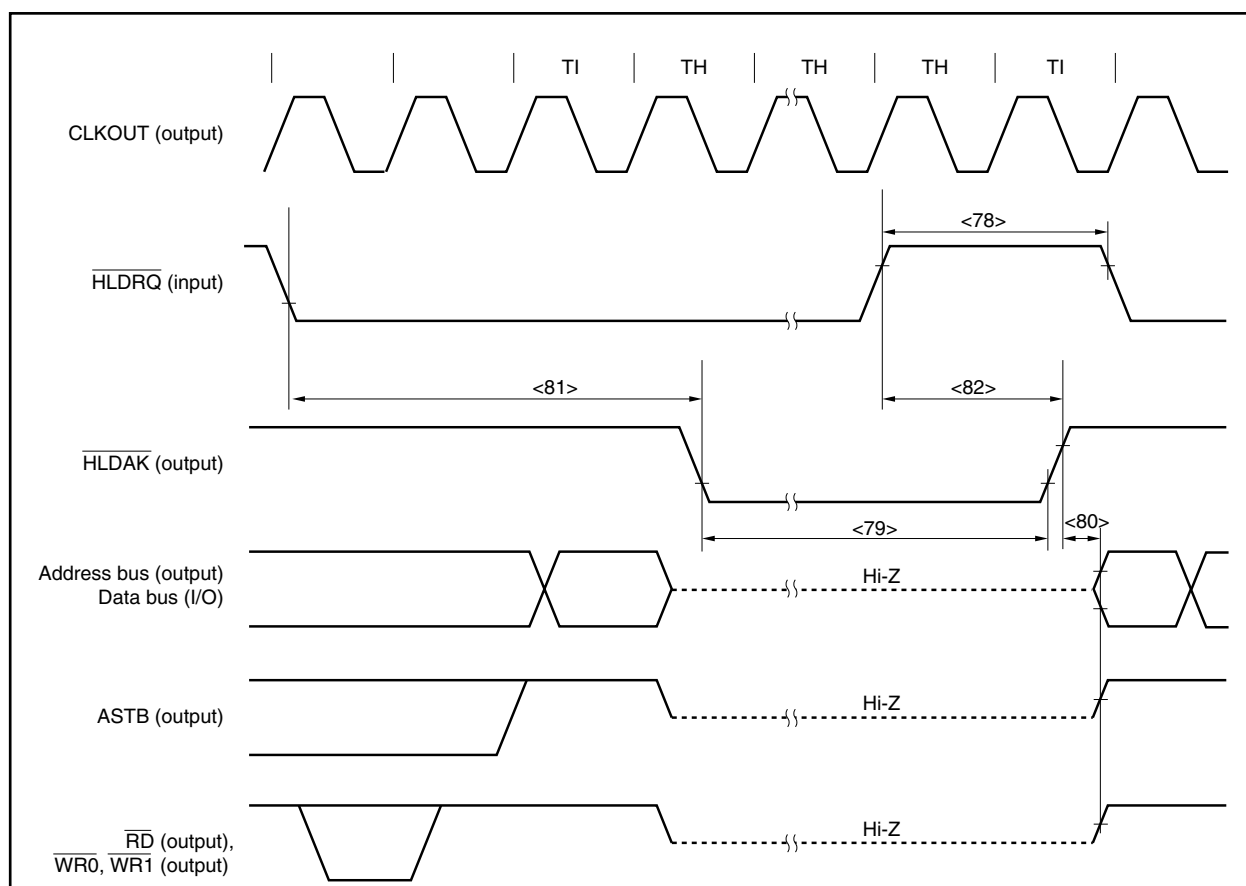 TI TH TH TH TI
CLKOUT (output)
<78>
HLDRQ (input)
<81> <82>
HLDAK (output)
<79> <80>
Address bus (output)
Data bus (I/O)
Hi-Z
ASTB (output)
Hi-Z
RD (output),
WR0, WR1 (output)
Hi-Z